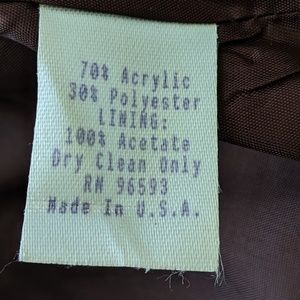 70% Acrylic
30% Polyester
LINING:
100% Acetate
Dry Clean Only
RN 96593
Made In U.S.A.